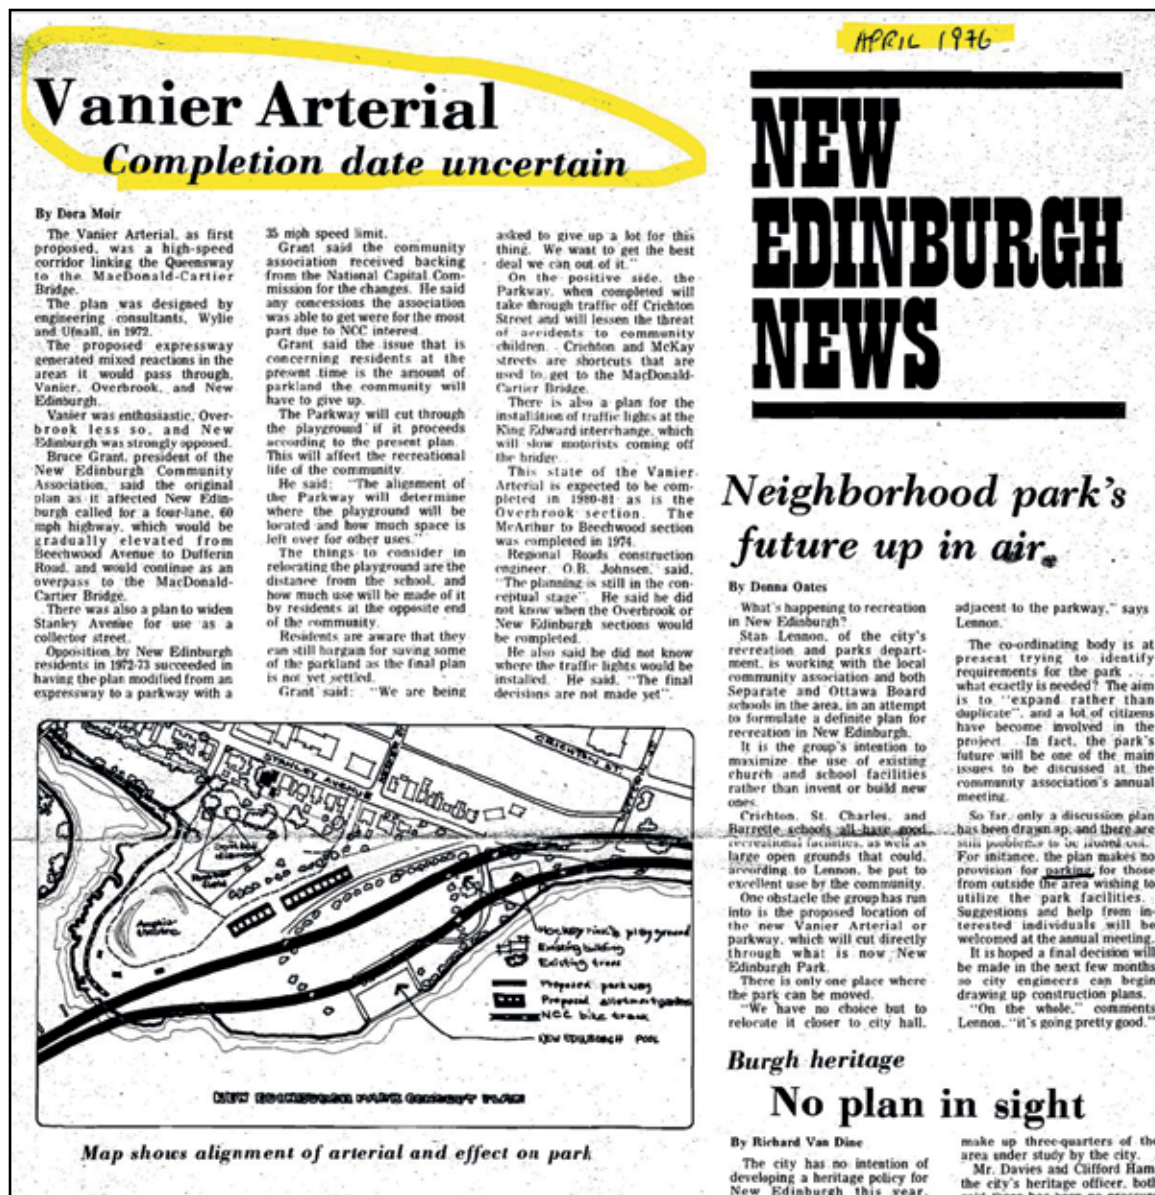 APRIL 1976
Vanier Arterial
Completion date uncertain
By Dora Moir
The Vanier Arterial, as first
proposed, was a high-speed
corridor linking the Queensway
to the MacDonald-Cartier
Bridge.
The plan was designed by
engineering consultants, Wylie
and Ufnall, in 1972.
The proposed expressway
generated mixed reactions in the
areas it would pass through,
Vanier, Overbrook, and New
Edinburgh.
Vanier was enthusiastic, Over-
brook less so, and New
Edinburgh was strongly opposed.
Bruce Grant, president of the
New Edinburgh Community
Association, said the original
plan as it affected New Edin-
burgh called for a four-lane, 60
mph highway, which would be
gradually elevated from
Beechwood Avenue to Dufferin
Road, and would continue as an
overpass to the MacDonald-
Cartier Bridge.
There was also a plan to widen
Stanley Avenue for use as a
collector street.
Opposition by New Edinburgh
residents in 1972-73 succeeded in
having the plan modified from an
expressway to a parkway with a
35 mph speed limit.
Grant said the community
association received backing
from the National Capital Com-
mission for the changes. He said
any concessions the association
was able to get were for the most
part due to NCC interest.
Grant said the issue that is
concerning residents at the
present time is the amount of
parkland the community will
have to give up.
The Parkway will cut through
the playground if it proceeds
according to the present plan.
This will affect the recreational
life of the community.
He said: "The alignment of
the Parkway will determine
where the playground will be
located and how much space is
left over for other uses."
The things to consider in
relocating the playground are the
distance from the school, and
how much use will be made of it
by residents at the opposite end
of the community.
Residents are aware that they
can still bargain for saving some
of the parkland as the final plan
is not yet settled.
Grant said: "We are being
asked to give up a lot for this
thing. We want to get the best
deal we can out of it."
On the positive side, the
Parkway, when completed will
take through traffic off Crichton
Street and will lessen the threat
of accidents to community
children. Crichton and McKay
streets are shortcuts that are
used to get to the MacDonald-
Cartier Bridge.
There is also a plan for the
installation of traffic lights at the
King Edward interchange, which
will slow motorists coming off
the bridge.
This state of the Vanier
Arterial is expected to be com-
pleted in 1980-81 as is the
Overbrook section. The
McArthur to Beechwood section
was completed in 1974.
Regional Roads construction
engineer, O.B. Johnsen, said,
"The planning is still in the con-
ceptual stage". He said he did
not know when the Overbrook or
New Edinburgh sections would
be completed.
He also said he did not know
where the traffic lights would be
installed. He said, "The final
decisions are not made yet".
STANLEY AVENUE
CRICHTON ST.
Hockey rink & playground
Existing building
Existing trees
Proposed parkway
Proposed allotment gardens
NCC bike track
NEW EDINBURGH POOL
NEW EDINBURGH PARK CONCEPT PLAN
Map shows alignment of arterial and effect on park
NEW
EDINBURGH
NEWS
Neighborhood park's
future up in air.
By Donna Oates
What's happening to recreation
in New Edinburgh?
Stan Lennon, of the city's
recreation and parks depart-
ment, is working with the local
community association and both
Separate and Ottawa Board
schools in the area, in an attempt
to formulate a definite plan for
recreation in New Edinburgh.
It is the group's intention to
maximize the use of existing
church and school facilities
rather than invent or build new
ones.
Crichton, St. Charles, and
Barrette schools all have good
recreational facilities, as well as
large open grounds that could,
according to Lennon, be put to
excellent use by the community.
One obstacle the group has run
into is the proposed location of
the new Vanier Arterial or
parkway, which will cut directly
through what is now New
Edinburgh Park.
There is only one place where
the park can be moved.
"We have no choice but to
relocate it closer to city hall,
adjacent to the parkway," says
Lennon.
The co-ordinating body is at
present trying to identify
requirements for the park . . .
what exactly is needed? The aim
is to "expand rather than
duplicate", and a lot of citizens
have become involved in the
project. In fact, the park's
future will be one of the main
issues to be discussed at the
community association's annual
meeting.
So far, only a discussion plan
has been drawn up, and there are
still problems to be ironed out.
For initance, the plan makes no
provision for parking for those
from outside the area wishing to
utilize the park facilities.
Suggestions and help from in-
terested individuals will be
welcomed at the annual meeting.
It is hoped a final decision will
be made in the next few months
so city engineers can begin
drawing up construction plans.
"On the whole," comments
Lennon, "it's going pretty good."
Burgh heritage
No plan in sight
By Richard Van Dine
The city has no intention of
developing a heritage policy for
New Edinburgh this year,
make up three-quarters of the
area under study by the city.
Mr. Davies and Clifford Ham,
the city's heritage officer, both